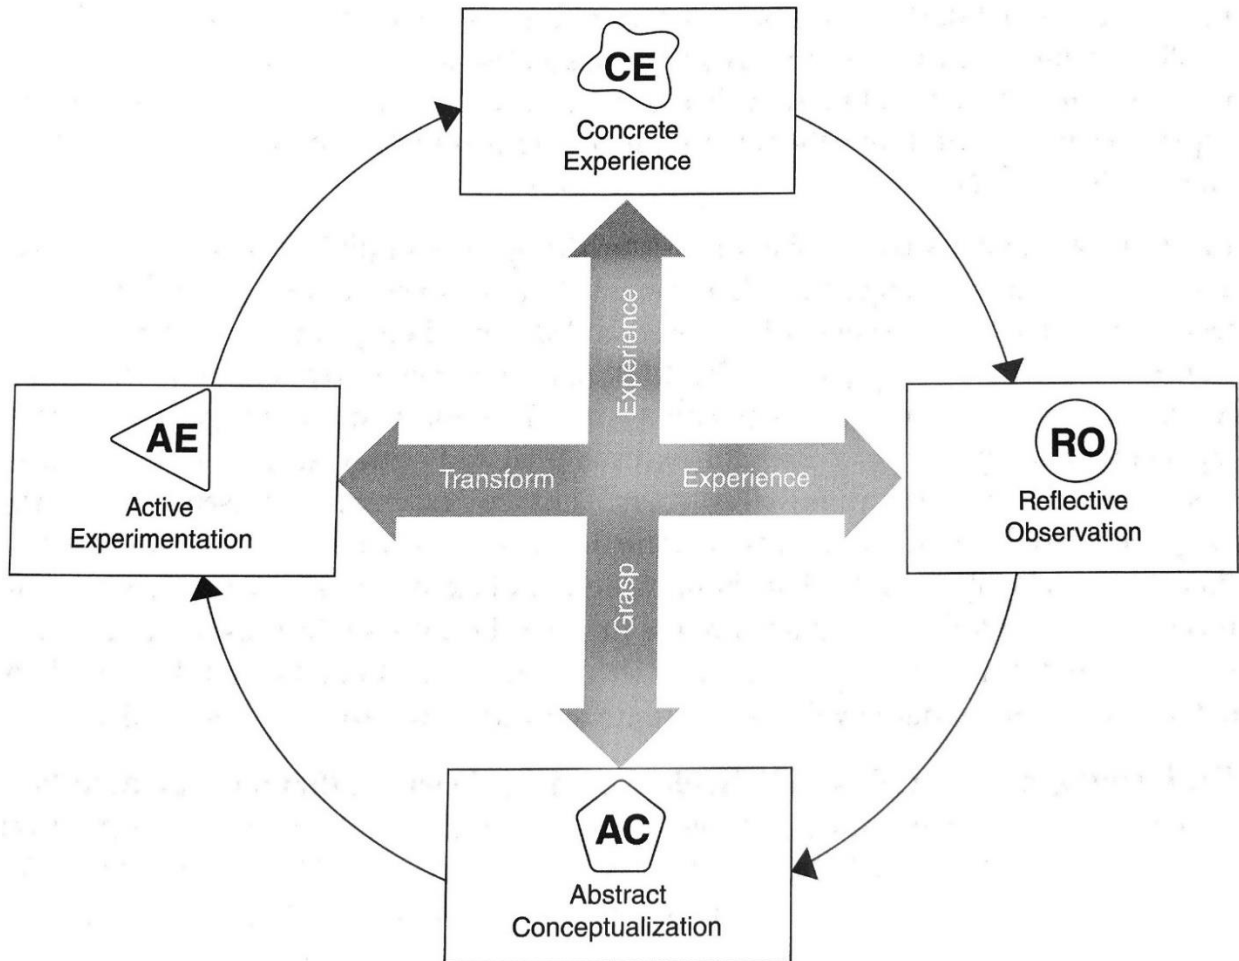 CE
Concrete
Experience
AE
Active
Experimentation
Transform
Experience
Grasp
Experience
RO
Reflective
Observation
AC
Abstract
Conceptualization